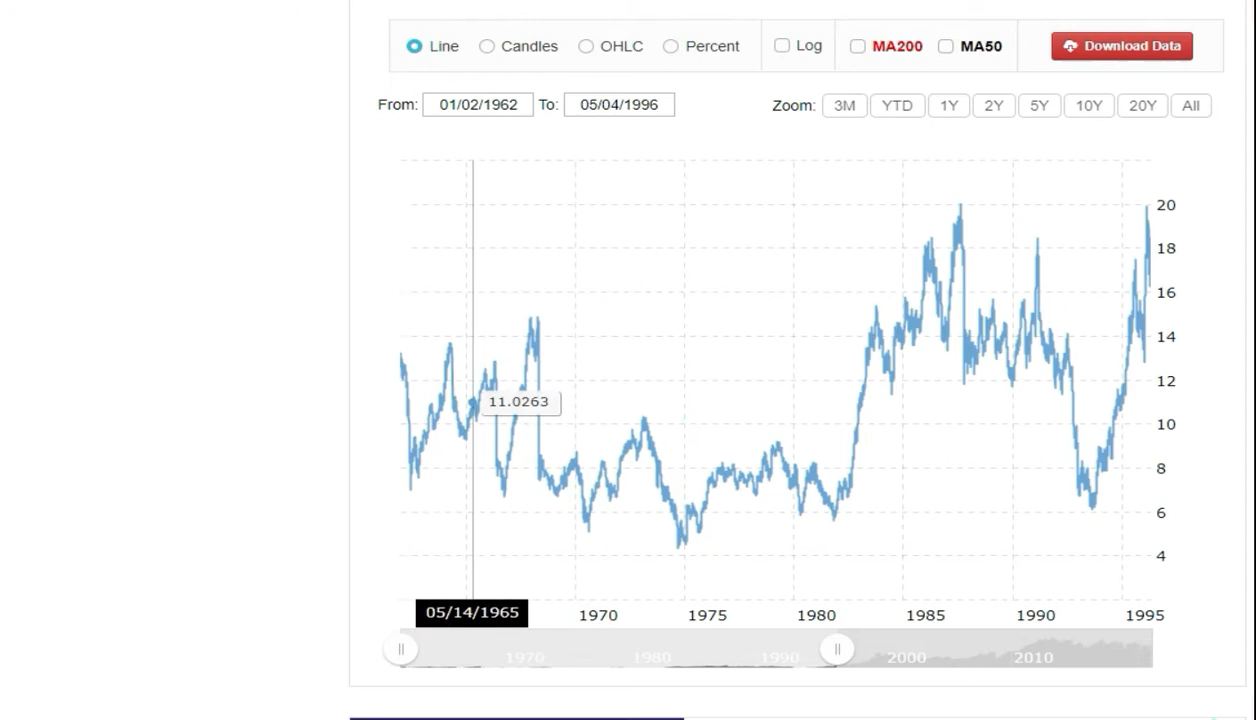 Line Candles OHLC Percent Log MA200 MA50 Download Data
From: 01/02/1962 To: 05/04/1996 Zoom: 3M YTD 1Y 2Y 5Y 10Y 20Y All
20
18
16
14
12
11.0263
10
8
6
4
05/14/1965 1970 1975 1980 1985 1990 1995
1970 1980 1990 2000 2010